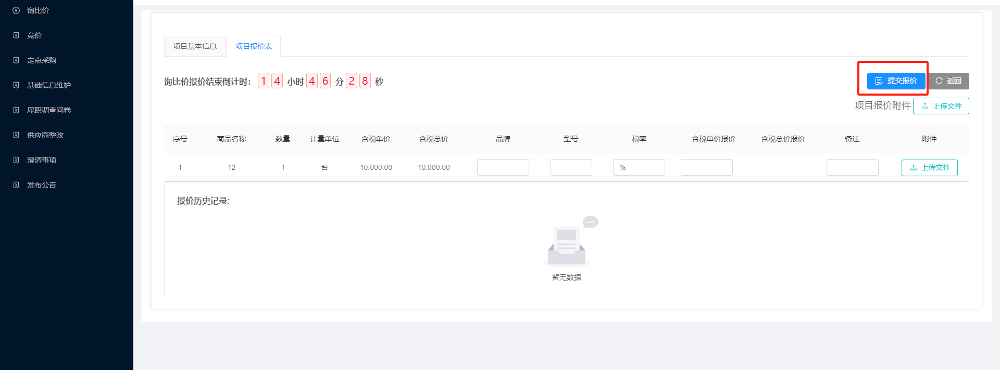 询比价
竞价
定点采购
基础信息维护
尽职调查问卷
供应商整改
澄清事项
发布公告
项目基本信息 项目报价表
询比价报价结束倒计时： 14 小时 46 分 28 秒 提交报价 返回
项目报价附件 上传文件
序号 商品名称 数量 计量单位 含税单价 含税总价 品牌 型号 税率 含税单价报价 含税总价报价 备注 附件
1 12 1 台 10,000.00 10,000.00 % 上传文件
报价历史记录:
暂无数据